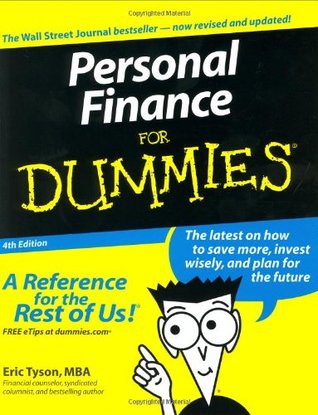 The Wall Street Journal bestseller — now revised and updated!
Personal
Finance
FOR
DUMMIES®
4th Edition
The latest on how
to save more, invest
wisely, and plan for
the future
A Reference
for the
Rest of Us!®
FREE eTips at dummies.com®
Eric Tyson, MBA
Financial counselor, syndicated
columnist, and bestselling author